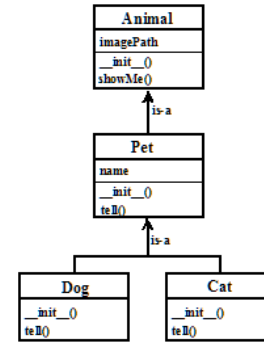 Animal
imagePath
__init__()
showMe()
is-a
Pet
name
__init__()
tell()
is-a
Dog
__init__()
tell()
Cat
__init__()
tell()